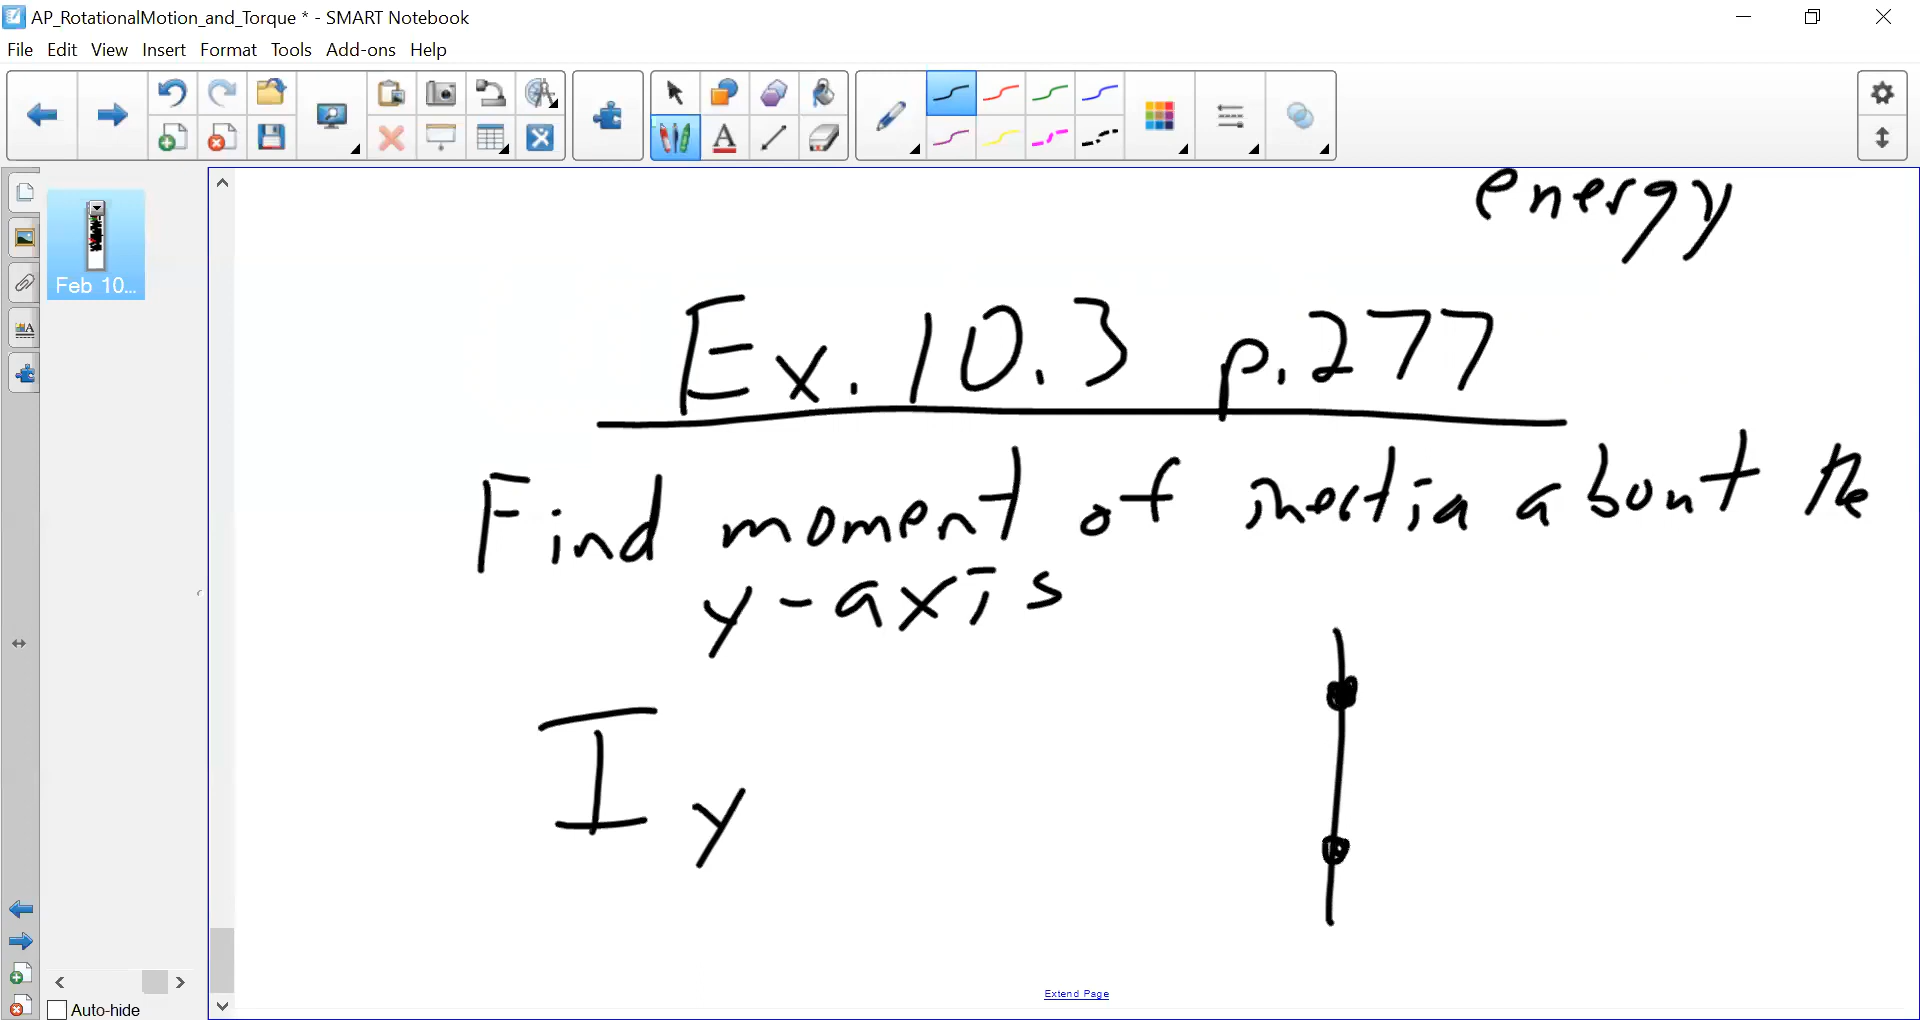 AP_RotationalMotion_and_Torque * - SMART Notebook
File Edit View Insert Format Tools Add-ons Help
Feb 10...
energy
Ex. 10.3 p.277
Find moment of inertia about the
y-axis
I y
Extend Page
Auto-hide